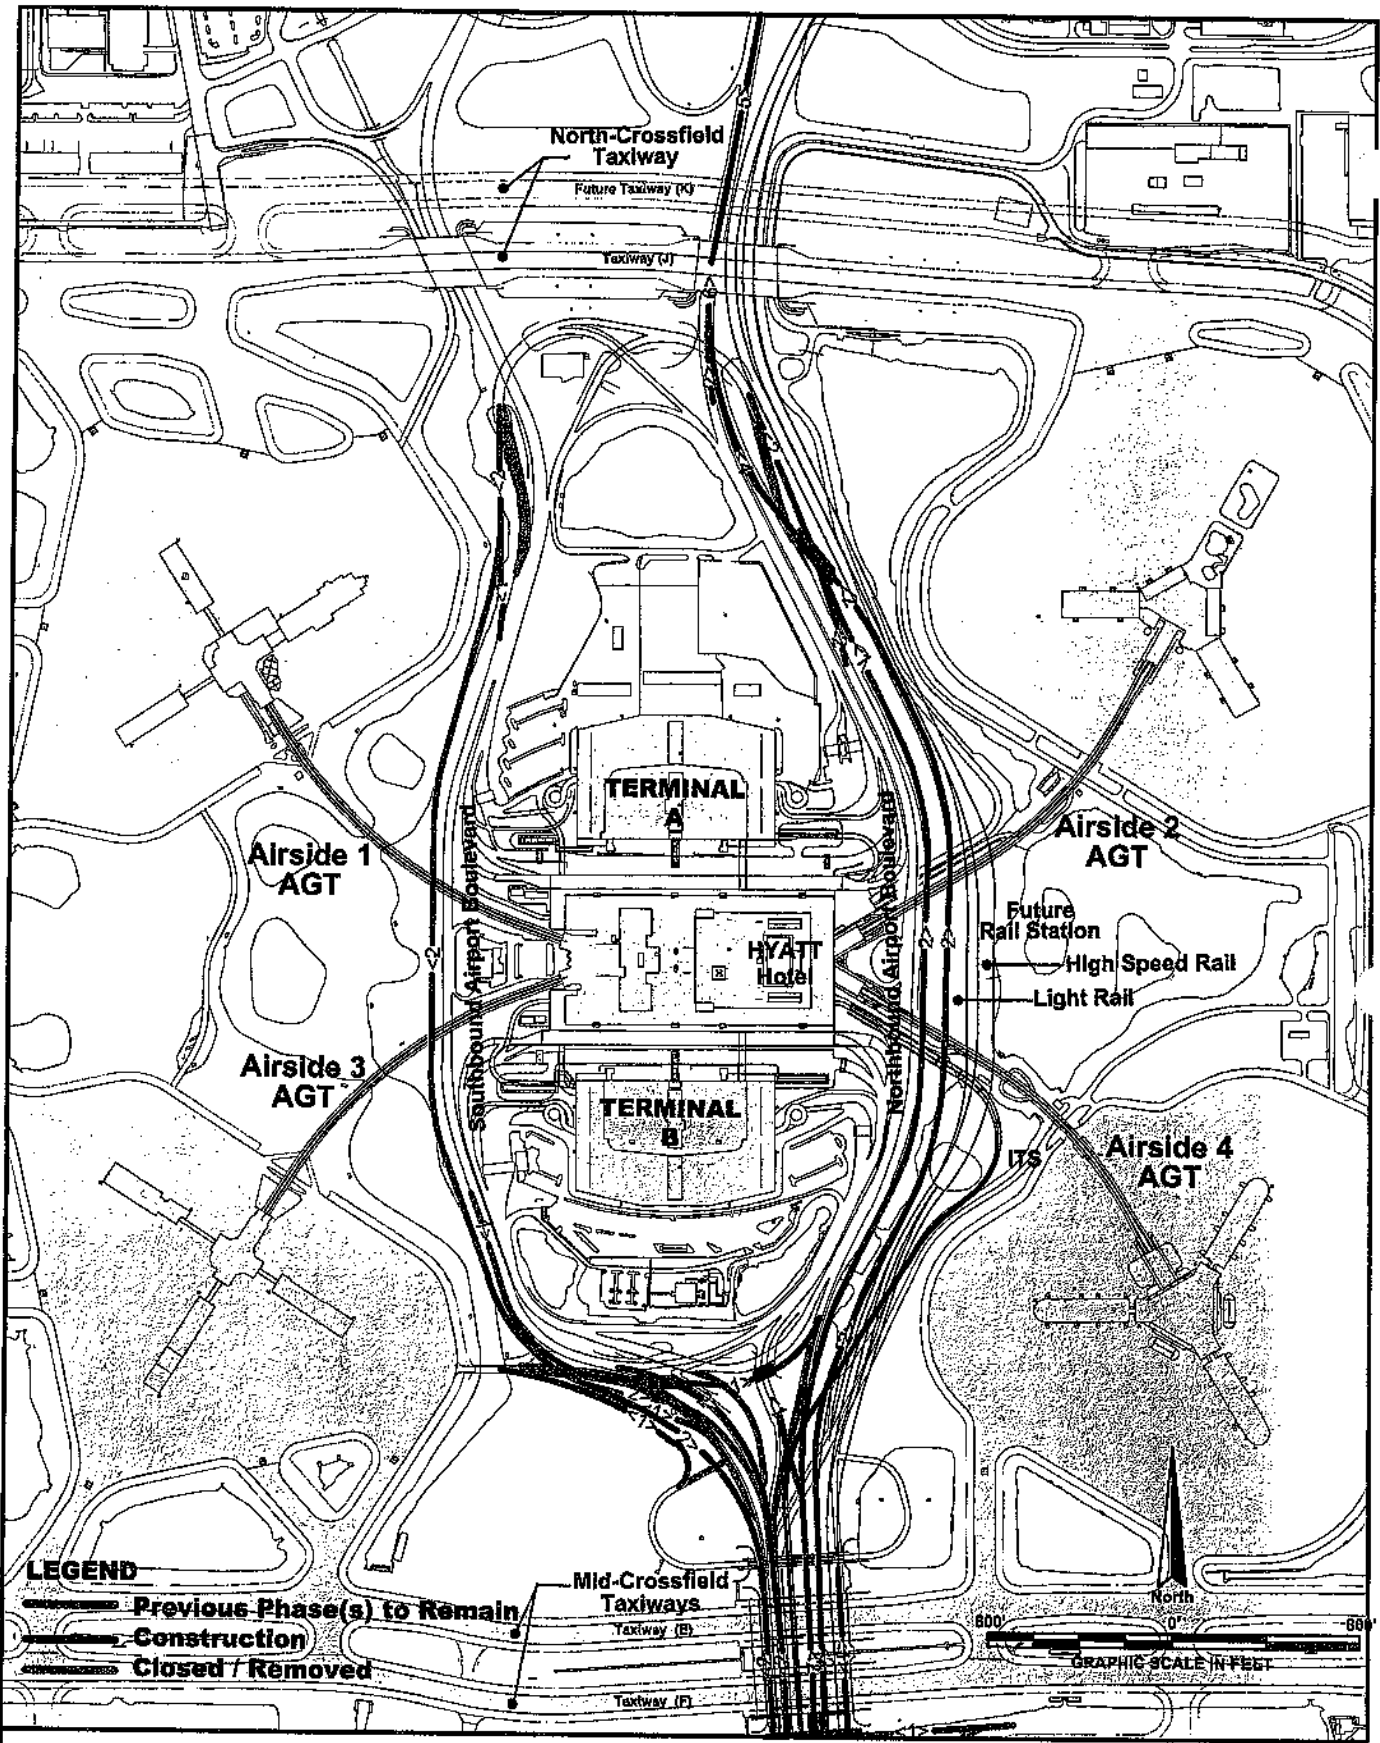 North-Crossfield
Taxiway
Future Taxiway (K)
Taxiway (J)
TERMINAL
A
Airside 1
AGT
Airside 2
AGT
Southbound Airport Boulevard
Northbound Airport Boulevard
Future
Rail Station
HYATT
Hotel
High Speed Rail
Light Rail
Airside 3
AGT
TERMINAL
B
ITS
Airside 4
AGT
LEGEND
Previous Phase(s) to Remain
Construction
Closed / Removed
Mid-Crossfield
Taxiways
Taxiway (E)
Taxiway (F)
North
800' 0' 800'
GRAPHIC SCALE IN FEET